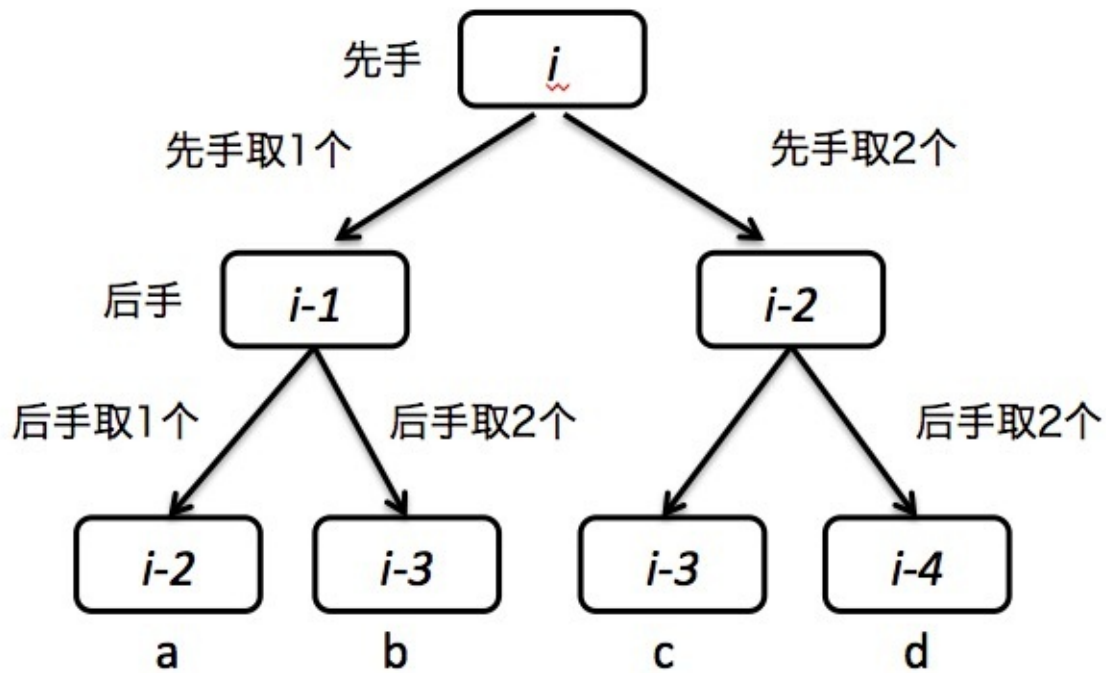 先手
i
先手取1个
先手取2个
后手
i-1
i-2
后手取1个
后手取2个
后手取2个
i-2
i-3
i-3
i-4
a
b
c
d